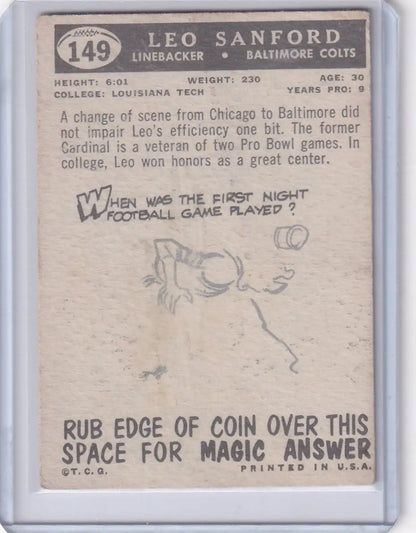 149
LEO SANFORD
LINEBACKER • BALTIMORE COLTS
HEIGHT: 6:01 WEIGHT: 230 AGE: 30
COLLEGE: LOUISIANA TECH YEARS PRO: 9
A change of scene from Chicago to Baltimore did
not impair Leo's efficiency one bit. The former
Cardinal is a veteran of two Pro Bowl games. In
college, Leo won honors as a great center.
WHEN WAS THE FIRST NIGHT
FOOTBALL GAME PLAYED?
RUB EDGE OF COIN OVER THIS
SPACE FOR MAGIC ANSWER
©T.C.G. PRINTED IN U.S.A.